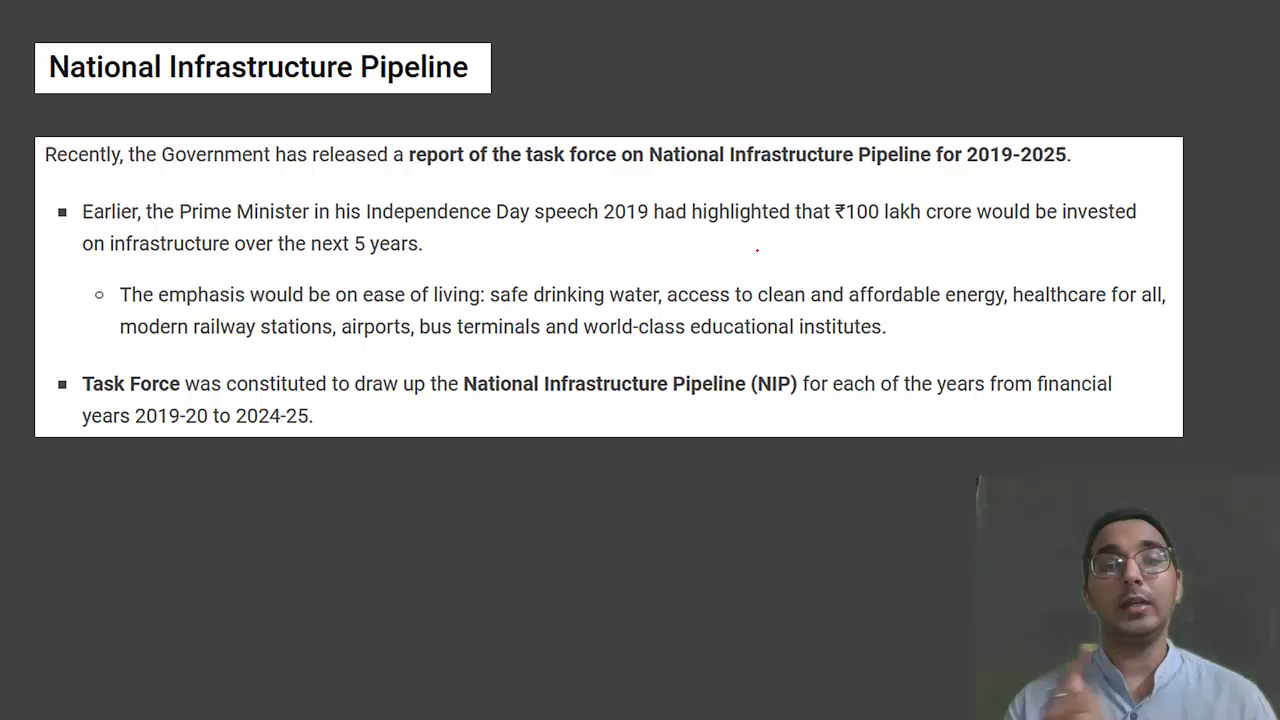 National Infrastructure Pipeline
Recently, the Government has released a report of the task force on National Infrastructure Pipeline for 2019-2025.
Earlier, the Prime Minister in his Independence Day speech 2019 had highlighted that ₹100 lakh crore would be invested
on infrastructure over the next 5 years.
The emphasis would be on ease of living: safe drinking water, access to clean and affordable energy, healthcare for all,
modern railway stations, airports, bus terminals and world-class educational institutes.
Task Force was constituted to draw up the National Infrastructure Pipeline (NIP) for each of the years from financial
years 2019-20 to 2024-25.